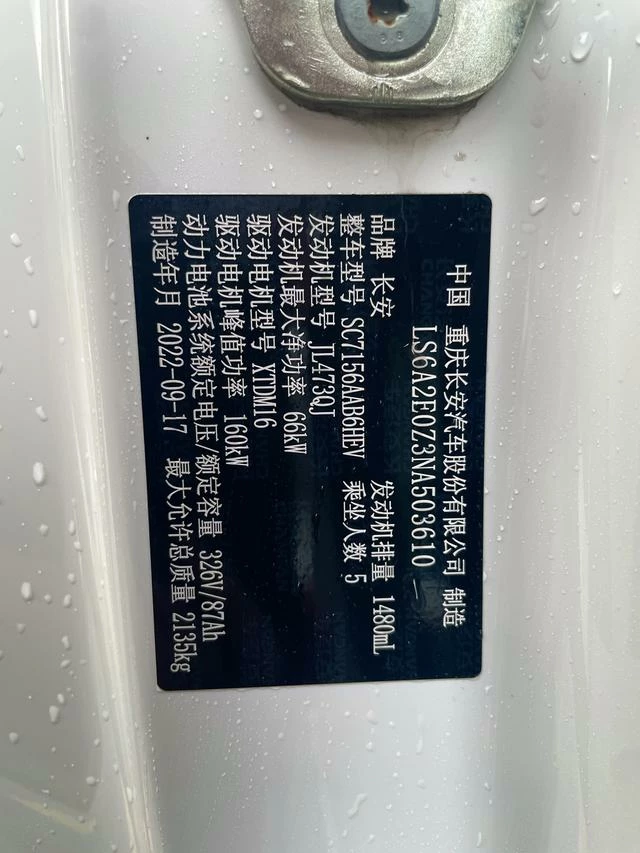 中国 重庆长安汽车股份有限公司 制造
LS6A2E0Z3NA503610
品牌 长安 发动机排量 1480mL
整车型号 SC7156AAB6HEV 乘坐人数 5
发动机型号 JL473QJ
发动机最大净功率 66kW
驱动电机型号 XTDM16
驱动电机峰值功率 160kW
动力电池系统额定电压/额定容量 326V/87Ah
制造年月 2022-09-17 最大允许总质量 2135kg